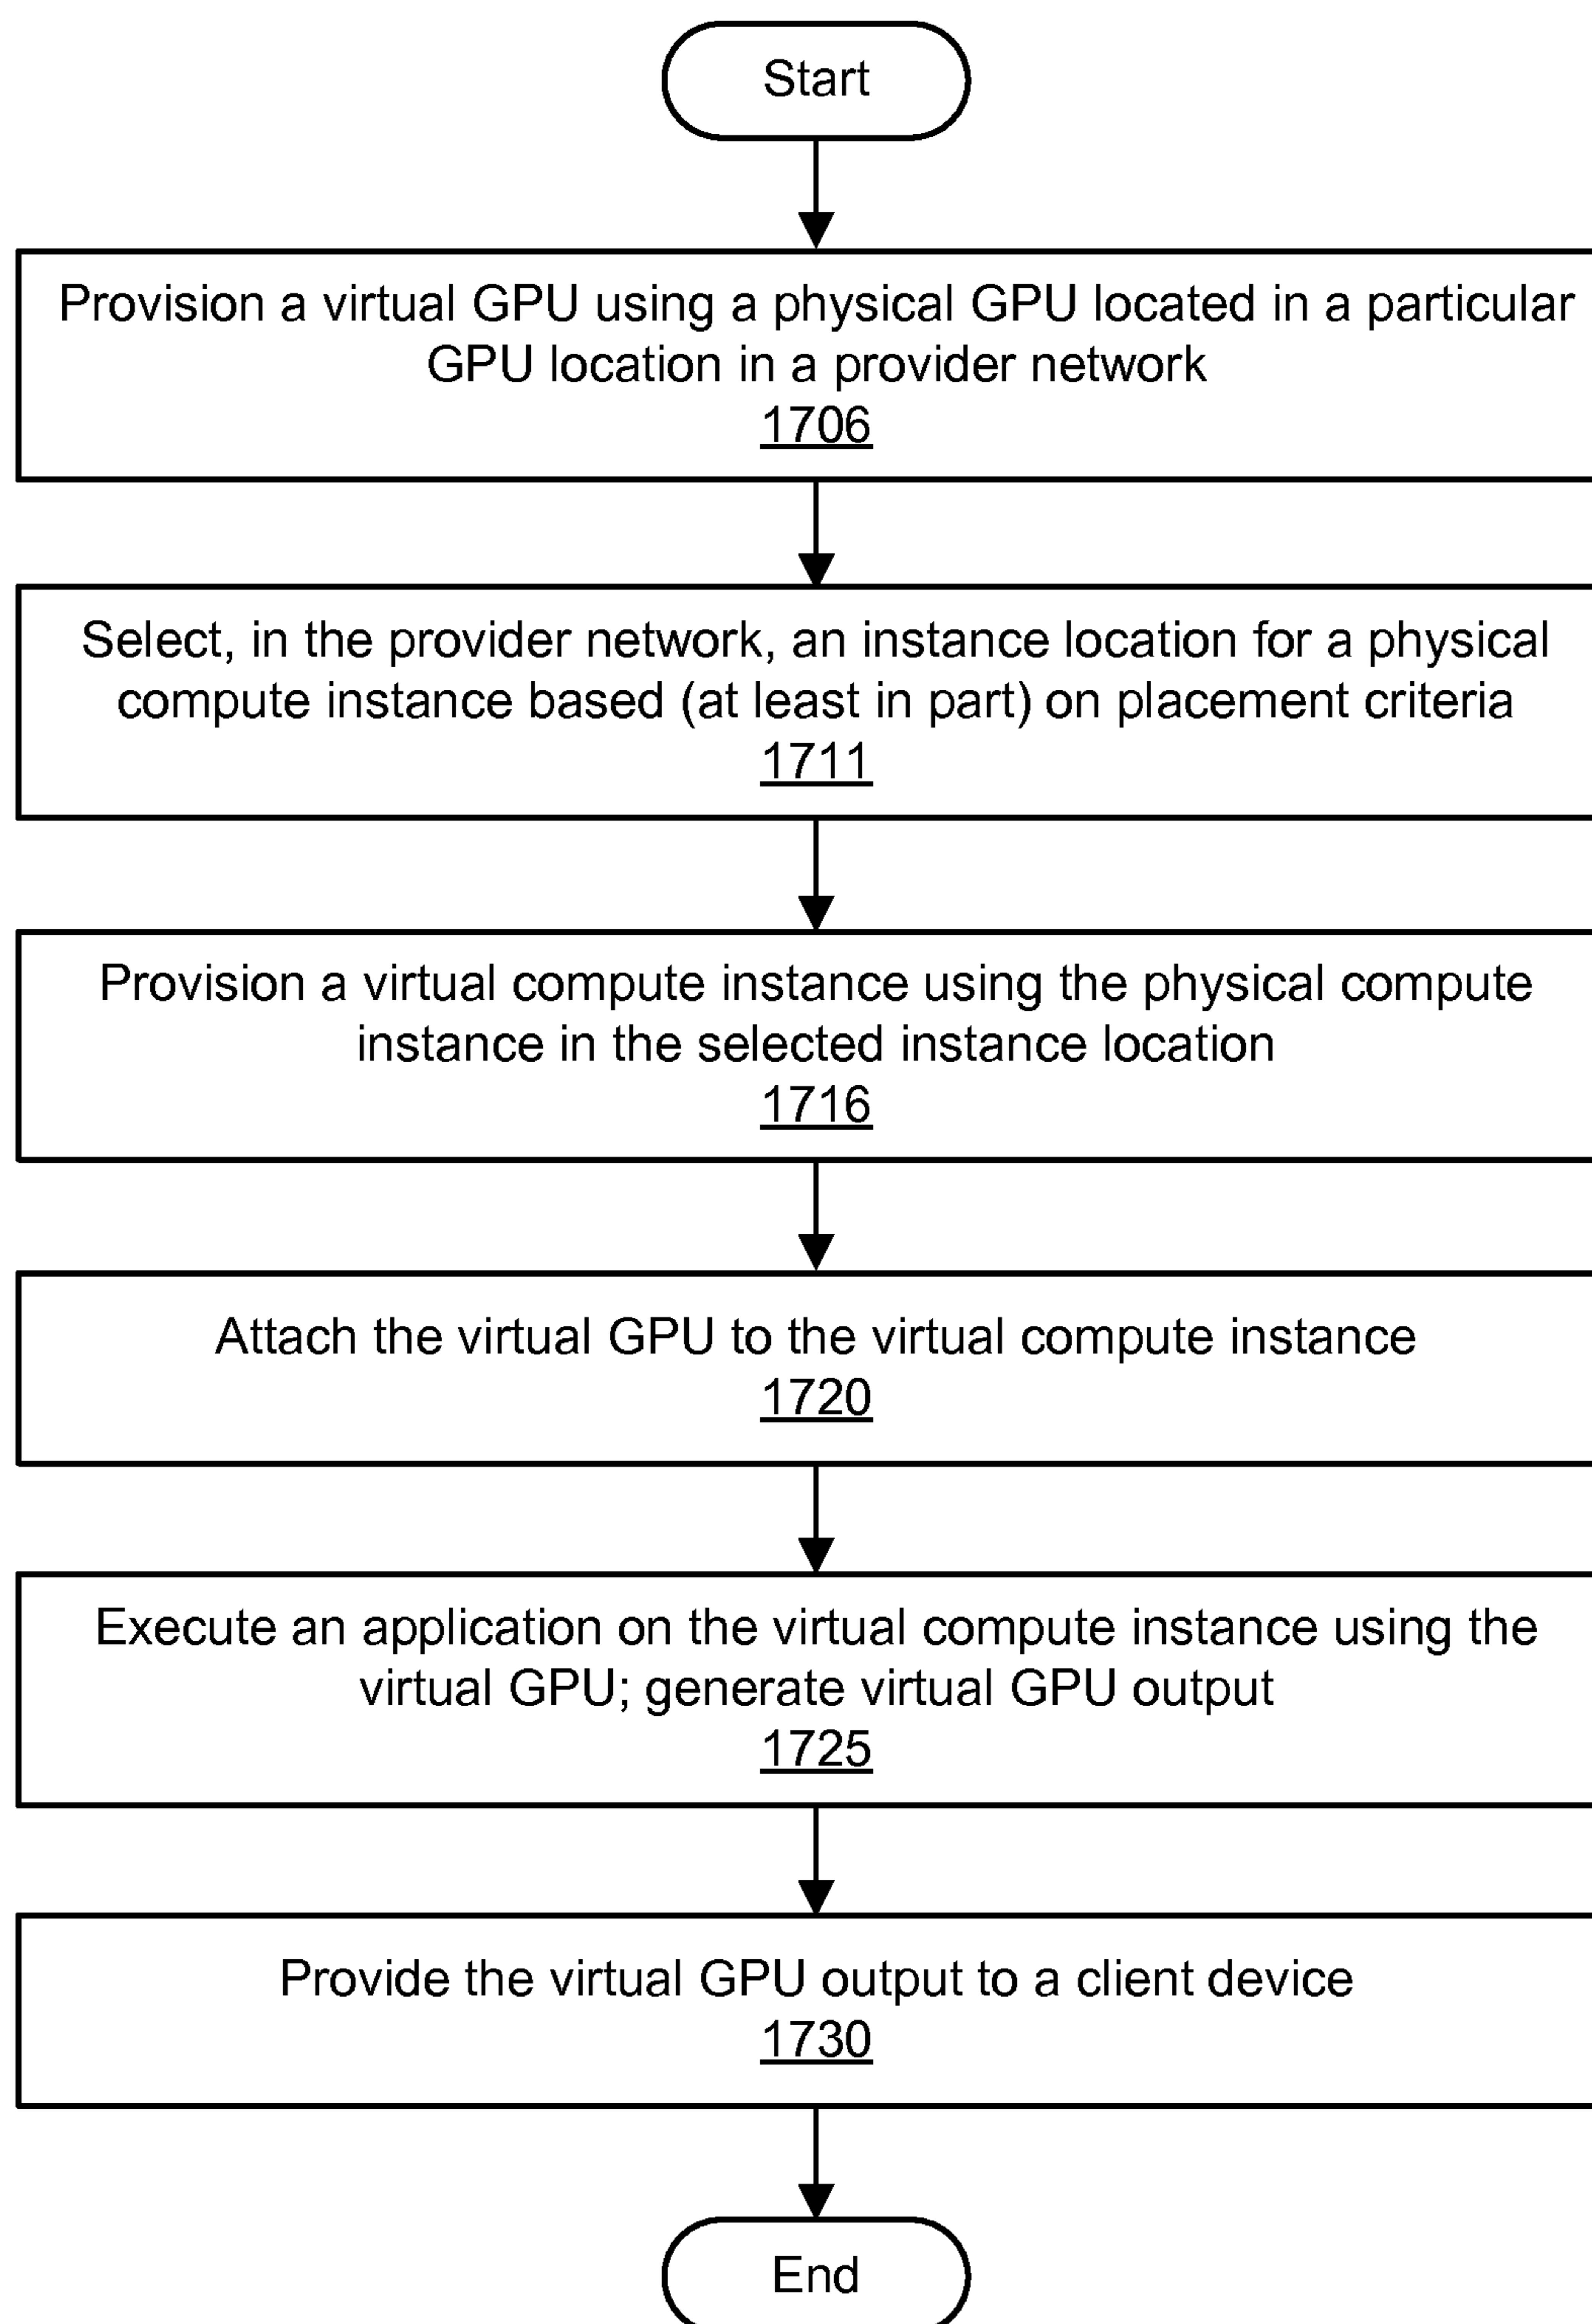 Start
Provision a virtual GPU using a physical GPU located in a particular
GPU location in a provider network
1706
Select, in the provider network, an instance location for a physical
compute instance based (at least in part) on placement criteria
1711
Provision a virtual compute instance using the physical compute
instance in the selected instance location
1716
Attach the virtual GPU to the virtual compute instance
1720
Execute an application on the virtual compute instance using the
virtual GPU; generate virtual GPU output
1725
Provide the virtual GPU output to a client device
1730
End